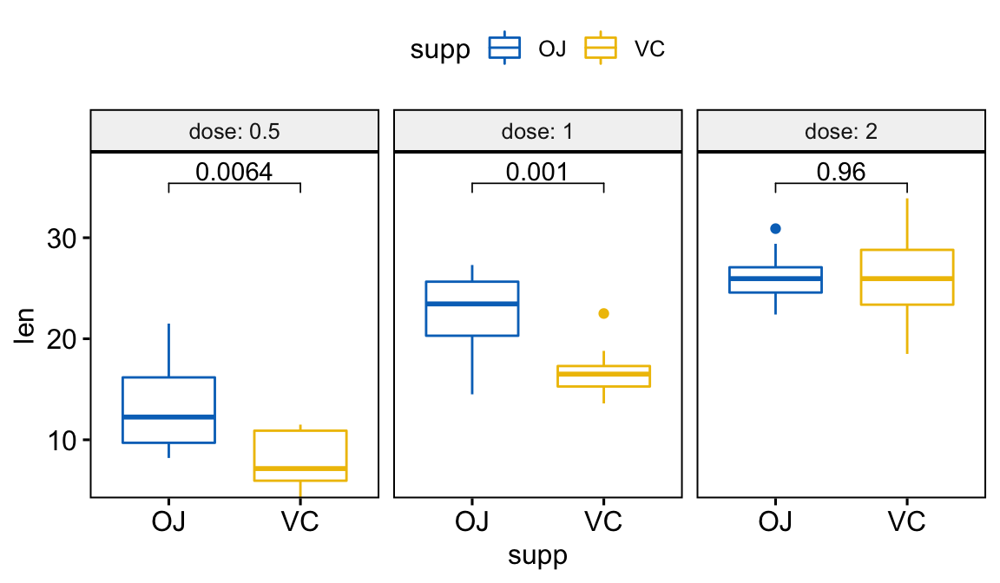 supp OJ VC
dose: 0.5 dose: 1 dose: 2
0.0064 0.001 0.96
30
20
10
len
OJ VC OJ VC OJ VC
supp